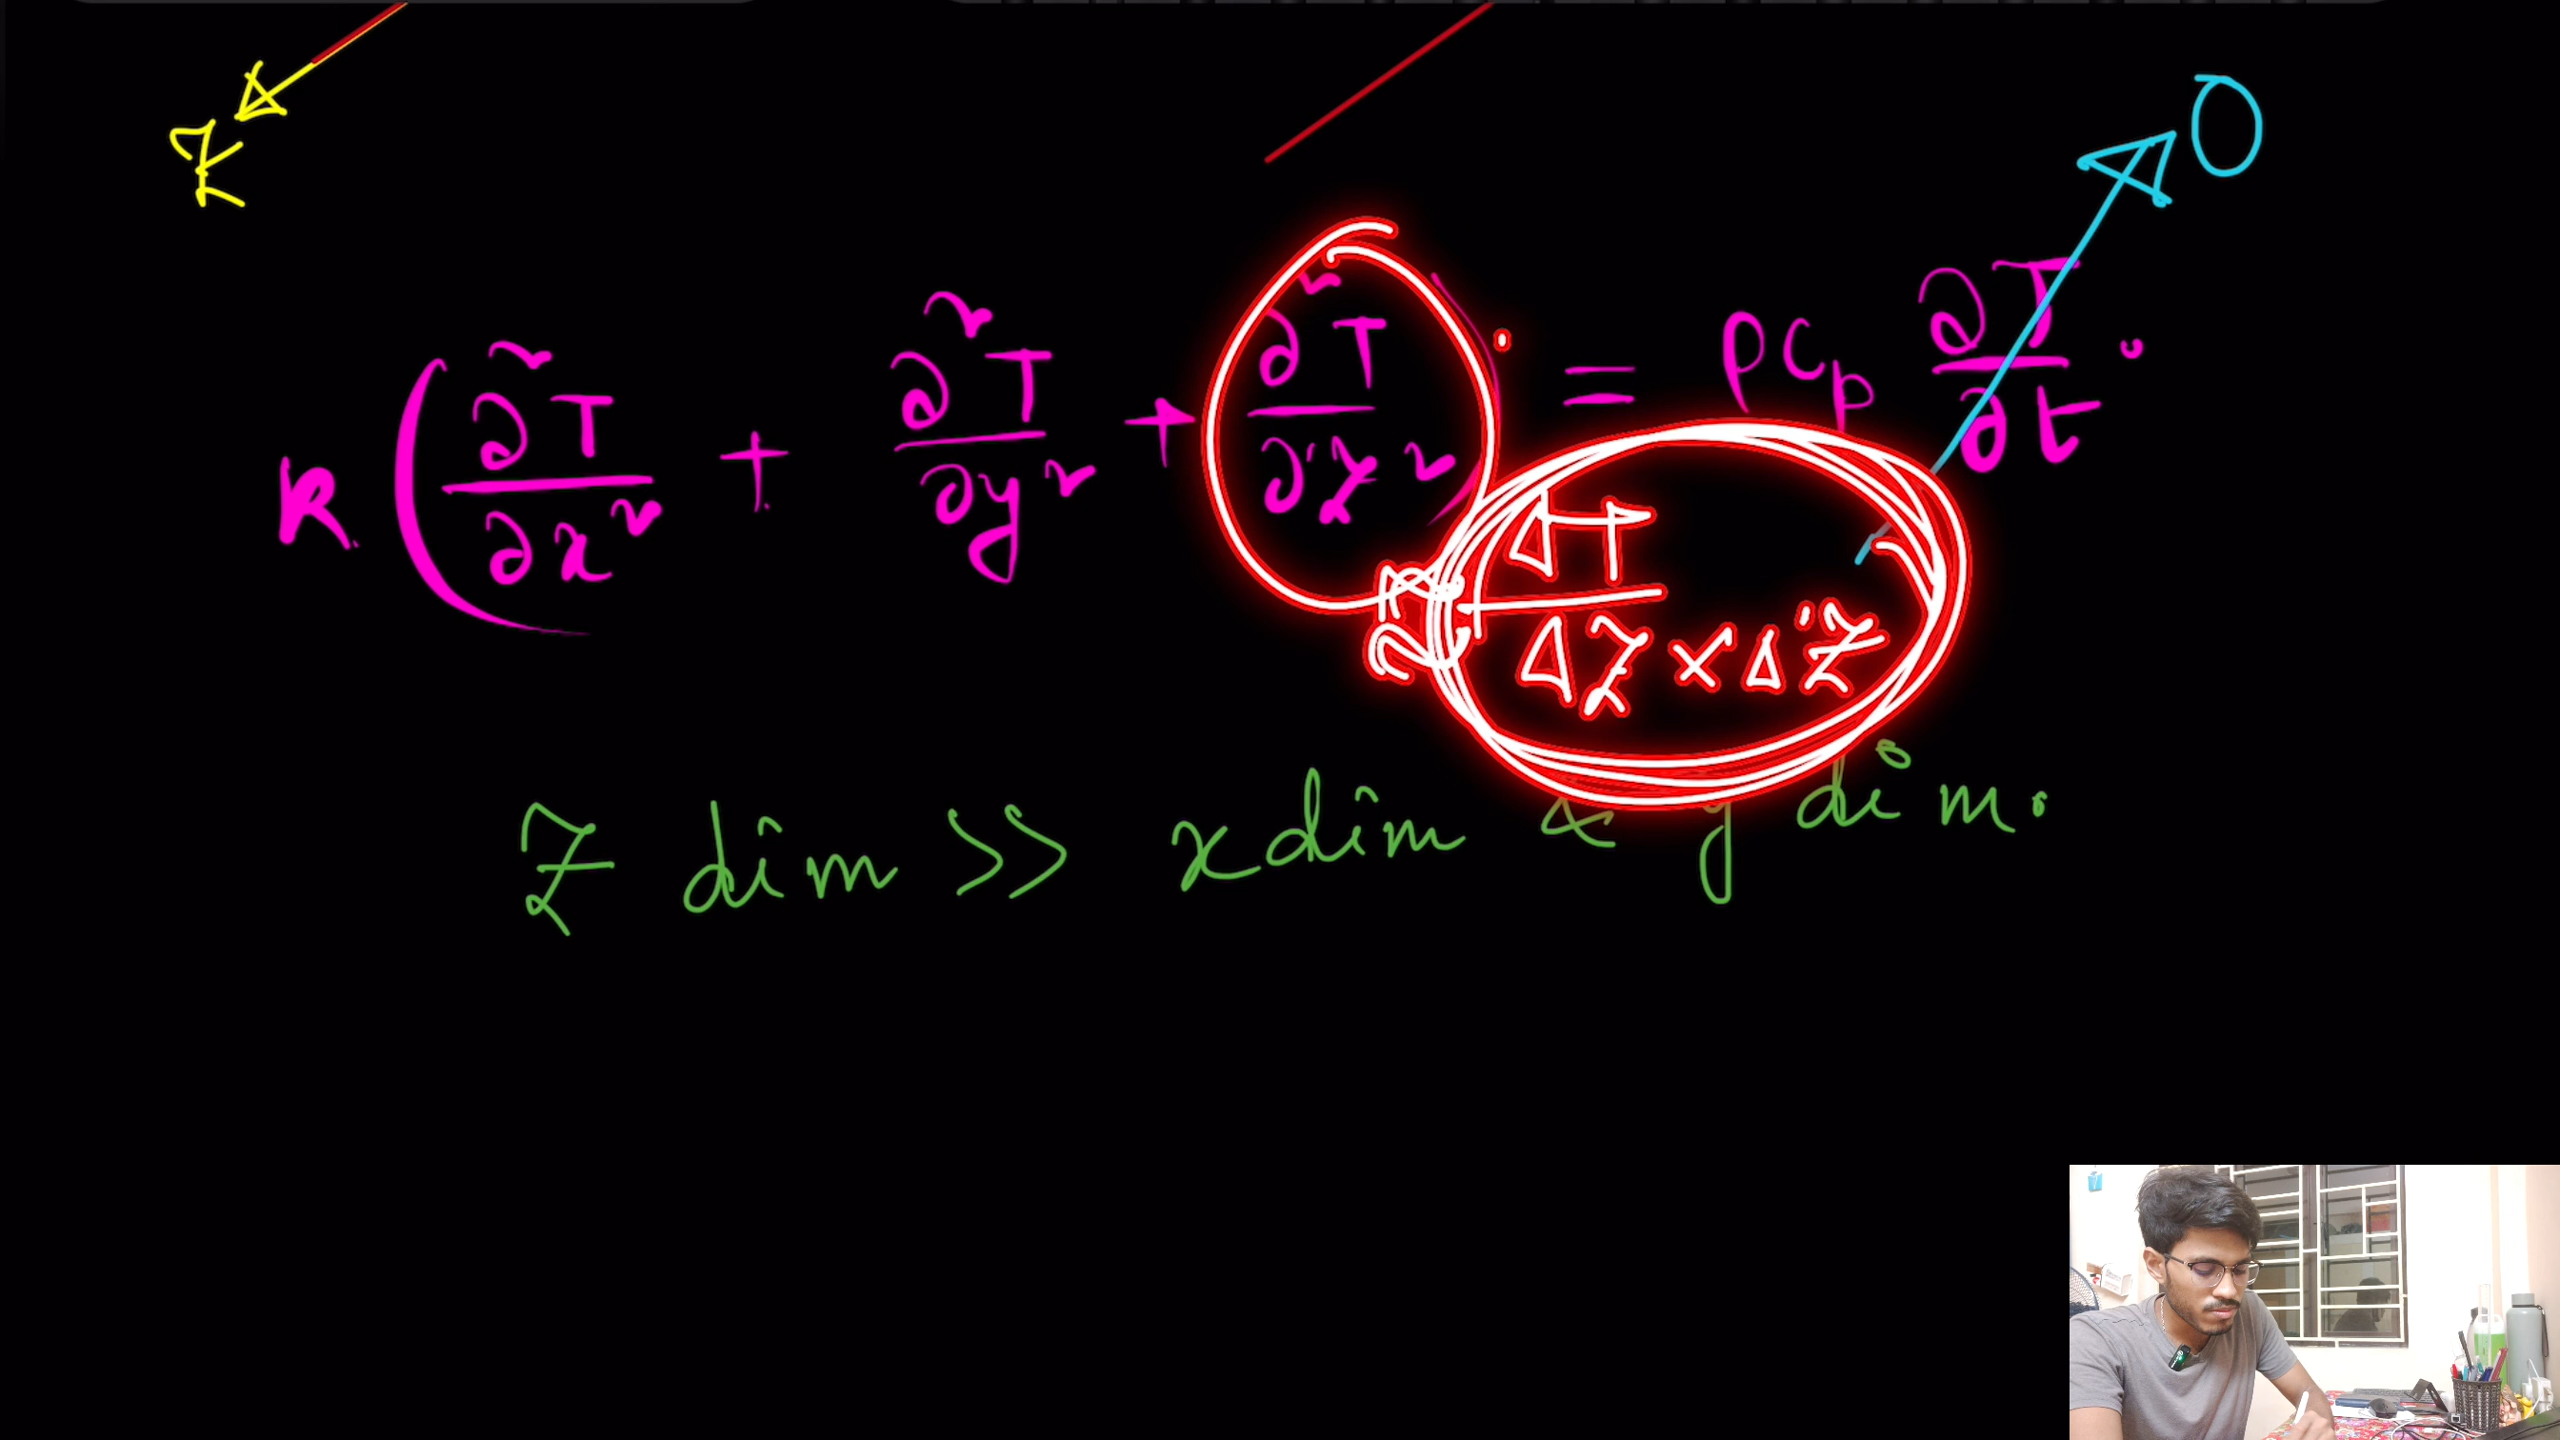 Z
0
k ( ∂²T/∂x² + ∂²T/∂y² + ∂²T/∂z² ) = ρCp ∂T/∂t
ΔT/ΔZ×ΔZ
Z dim >> x dim & y dim.